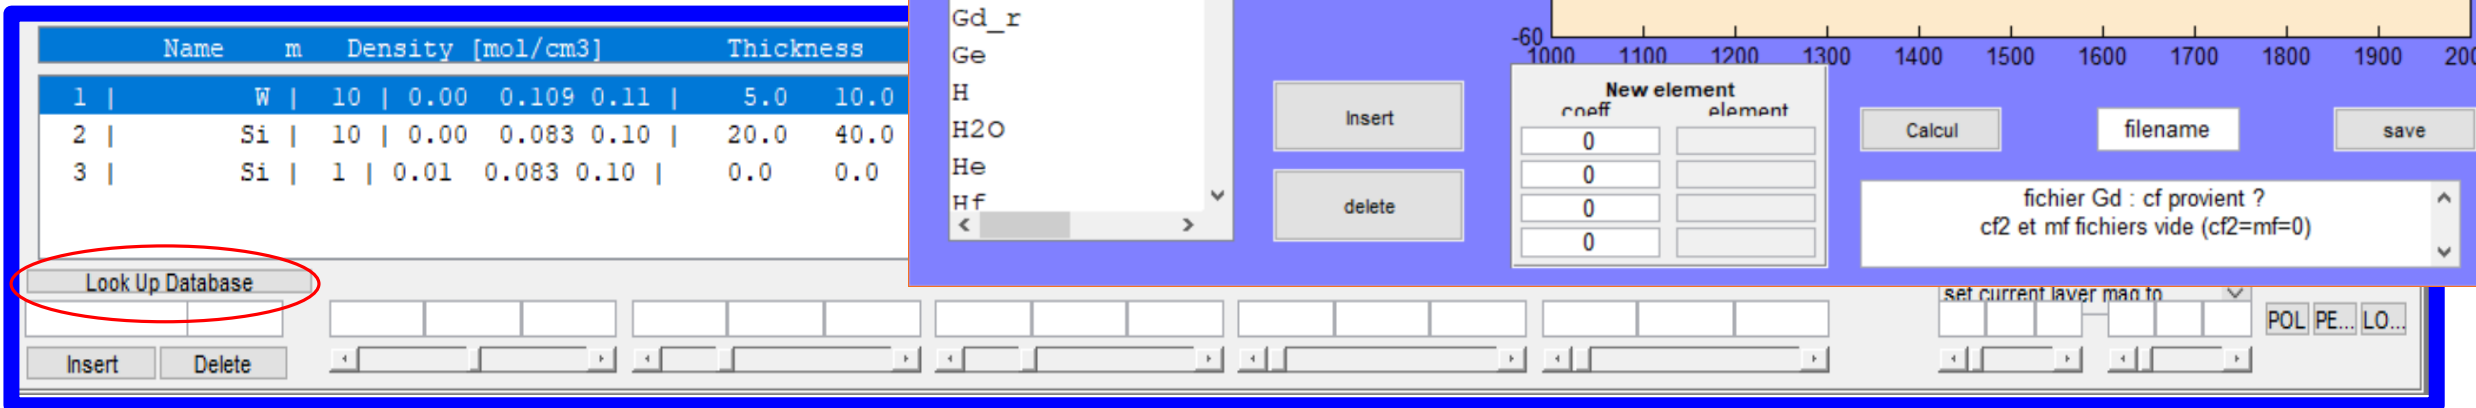 Name m Density [mol/cm3] Thickness
1 | W | 10 | 0.00 0.109 0.11 | 5.0 10.0
2 | Si | 10 | 0.00 0.083 0.10 | 20.0 40.0
3 | Si | 1 | 0.01 0.083 0.10 | 0.0 0.0
Look Up Database
Insert Delete
Gd_r
Ge
H
H2O
He
Hf
Insert
delete
-60
1000 1100 1200 1300 1400 1500 1600 1700 1800 1900 200
New element
coeff element
0
0
0
0
Calcul filename save
fichier Gd : cf provient ?
cf2 et mf fichiers vide (cf2=mf=0)
set current layer mag to
POL PE... LO...